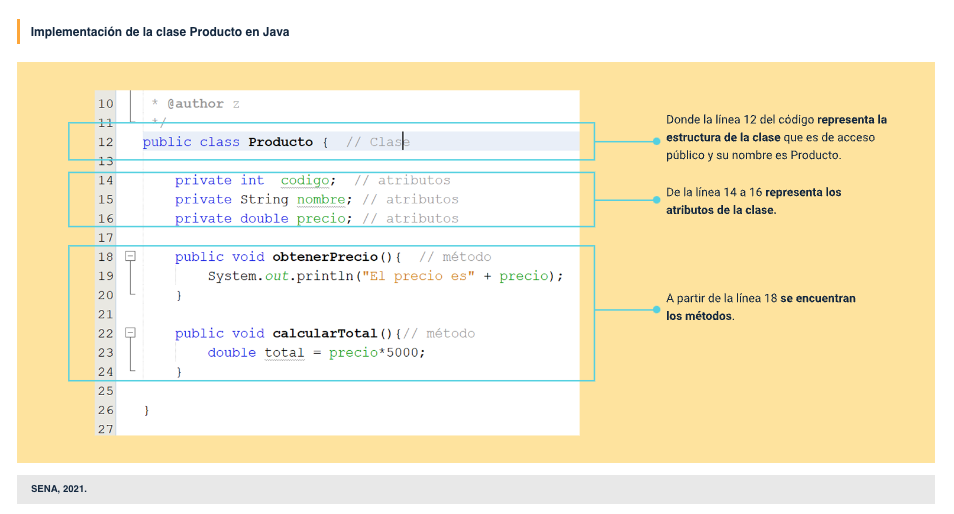 Implementación de la clase Producto en Java
10 * @author z
11 */
12 public class Producto { // Clase
13
14 private int codigo; // atributos
15 private String nombre; // atributos
16 private double precio; // atributos
17
18 public void obtenerPrecio(){ // método
19 System.out.println("El precio es" + precio);
20 }
21
22 public void calcularTotal(){// método
23 double total = precio*5000;
24 }
25
26 }
27
Donde la línea 12 del código representa la
estructura de la clase que es de acceso
público y su nombre es Producto.
De la línea 14 a 16 representa los
atributos de la clase.
A partir de la línea 18 se encuentran
los métodos.
SENA, 2021.